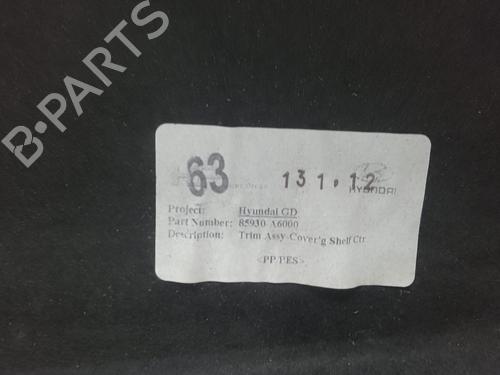 B-PARTS
63
131.12
HYUNDAI
Project: Hyundai GD
Part Number: 85930-A6000
Description: Trim Assy-Cover'g Shelf Ctr
<PP/PES>